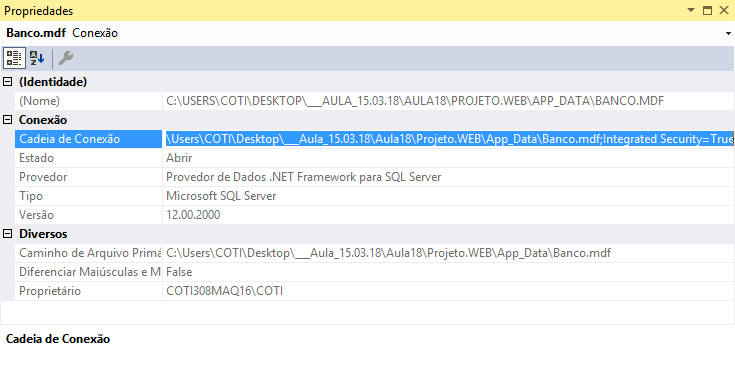 Propriedades
Banco.mdf Conexão
(Identidade)
(Nome) C:\USERS\COTI\DESKTOP\___AULA_15.03.18\AULA18\PROJETO.WEB\APP_DATA\BANCO.MDF
Conexão
Cadeia de Conexão \Users\COTI\Desktop\___Aula_15.03.18\Aula18\Projeto.WEB\App_Data\Banco.mdf;Integrated Security=True
Estado Abrir
Provedor Provedor de Dados .NET Framework para SQL Server
Tipo Microsoft SQL Server
Versão 12.00.2000
Diversos
Caminho de Arquivo Primá C:\Users\COTI\Desktop\___Aula_15.03.18\Aula18\Projeto.WEB\App_Data\Banco.mdf
Diferenciar Maiúsculas e M False
Proprietário COTI308MAQ16\COTI
Cadeia de Conexão